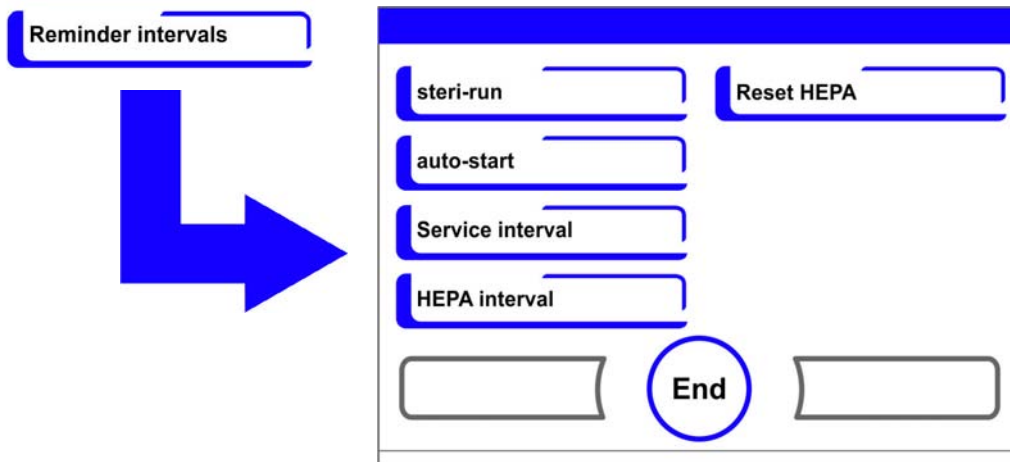 Reminder intervals
steri-run
Reset HEPA
auto-start
Service interval
HEPA interval
End